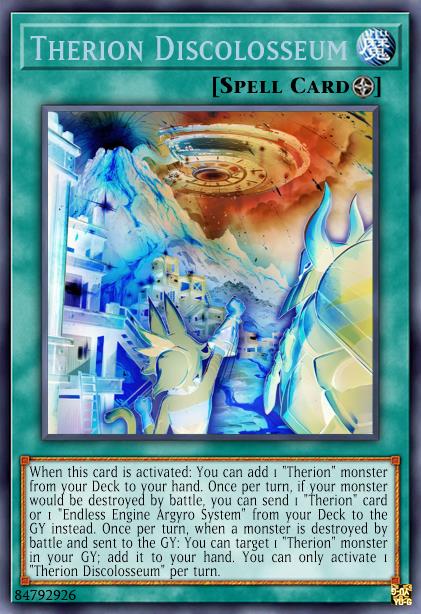 Therion Discolosseum
魔
[Spell Card]
When this card is activated: You can add 1 "Therion" monster
from your Deck to your hand. Once per turn, if your monster
would be destroyed by battle, you can send 1 "Therion" card
or 1 "Endless Engine Argyro System" from your Deck to the
GY instead. Once per turn, when a monster is destroyed by
battle and sent to the GY: You can target 1 "Therion" monster
in your GY; add it to your hand. You can only activate 1
"Therion Discolosseum" per turn.
84792926